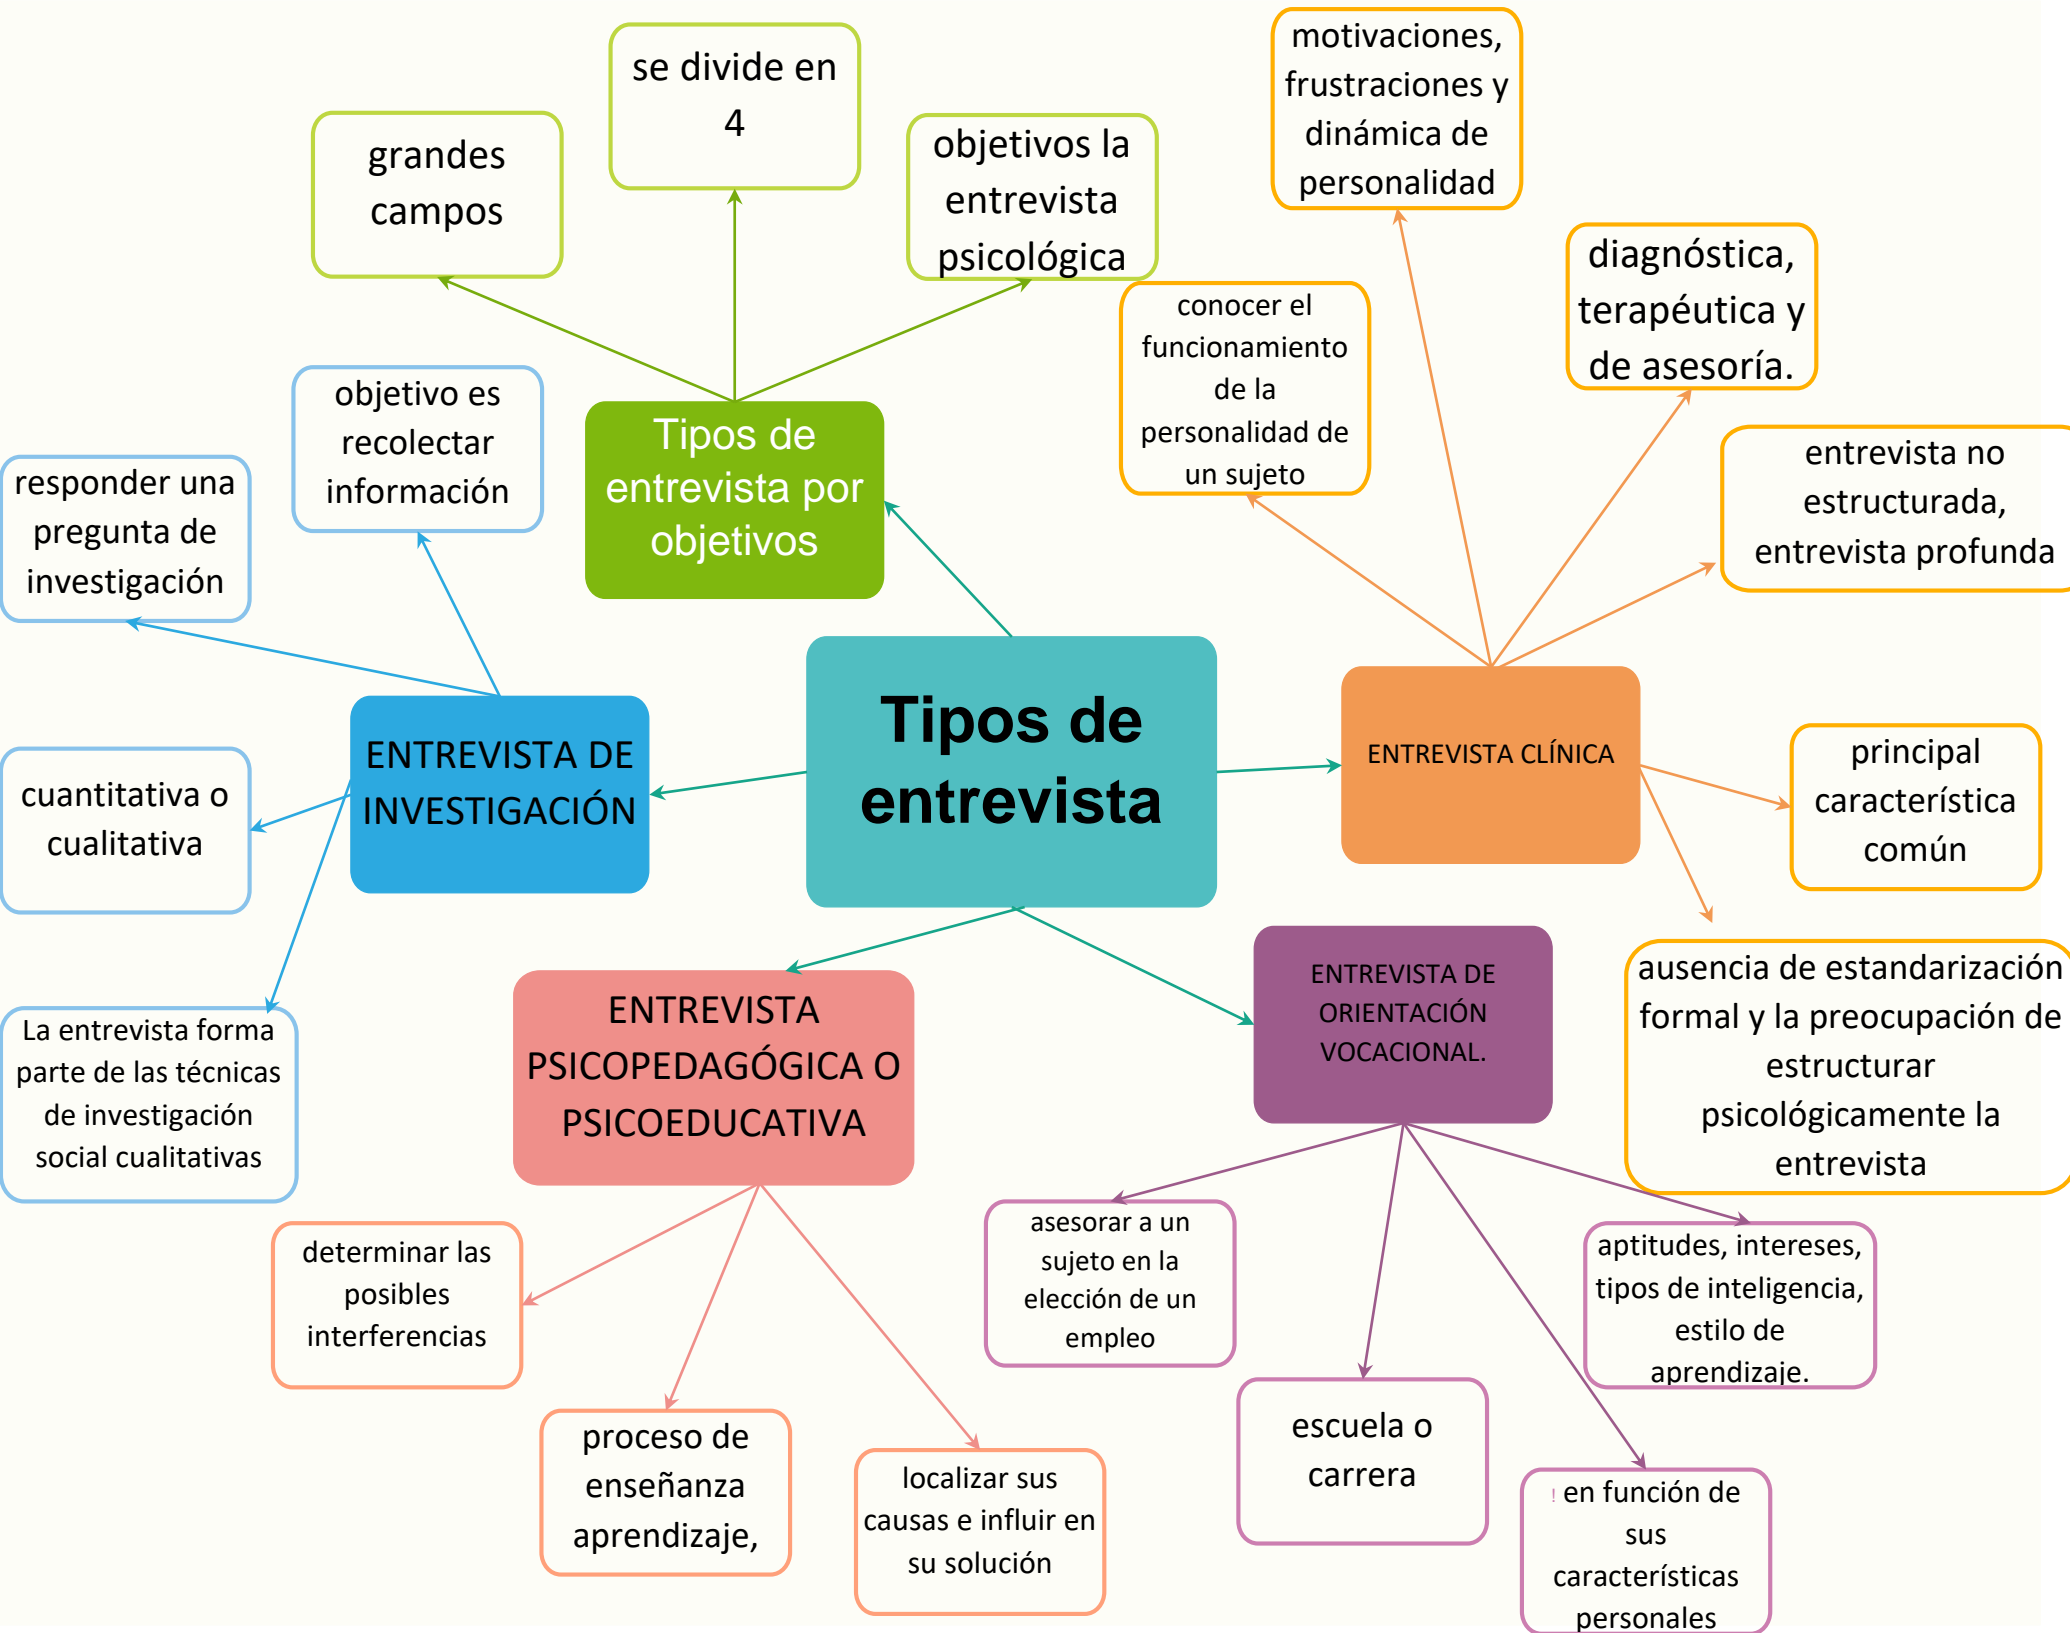 se divide en
4
grandes
campos
objetivos la
entrevista
psicológica
motivaciones,
frustraciones y
dinámica de
personalidad
diagnóstica,
terapéutica y
de asesoría.
conocer el
funcionamiento
de la
personalidad de
un sujeto
entrevista no
estructurada,
entrevista profunda
objetivo es
recolectar
información
responder una
pregunta de
investigación
Tipos de
entrevista por
objetivos
Tipos de
entrevista
ENTREVISTA DE
INVESTIGACIÓN
ENTREVISTA CLÍNICA
principal
característica
común
cuantitativa o
cualitativa
ausencia de estandarización
formal y la preocupación de
estructurar
psicológicamente la
entrevista
La entrevista forma
parte de las técnicas
de investigación
social cualitativas
ENTREVISTA
PSICOPEDAGÓGICA O
PSICOEDUCATIVA
ENTREVISTA DE
ORIENTACIÓN
VOCACIONAL.
determinar las
posibles
interferencias
proceso de
enseñanza
aprendizaje,
localizar sus
causas e influir en
su solución
asesorar a un
sujeto en la
elección de un
empleo
escuela o
carrera
! en función de
sus
características
personales
aptitudes, intereses,
tipos de inteligencia,
estilo de
aprendizaje.